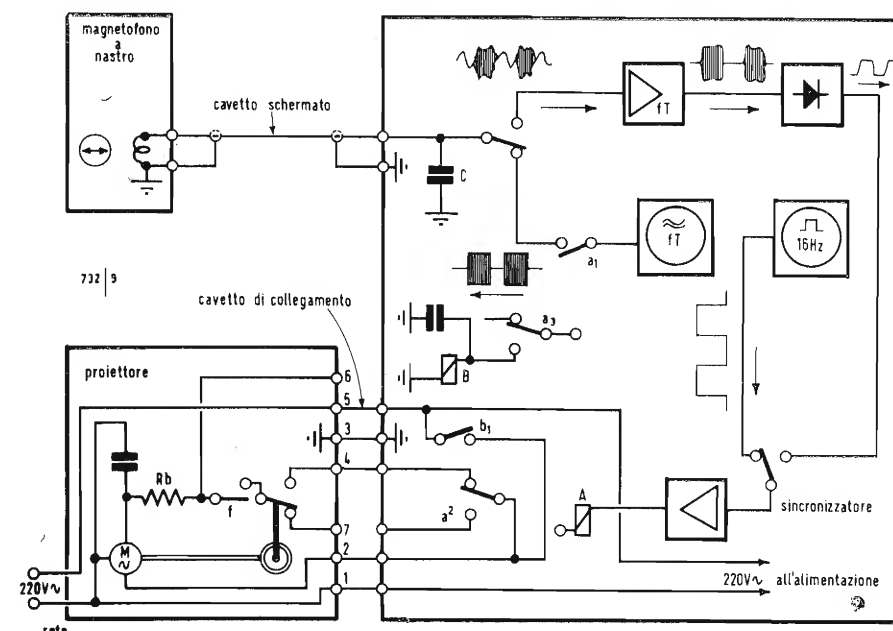 magnetofono
a
nastro
cavetto schermato
C
fT
fT
a1
16Hz
732|9
cavetto di collegamento
a3
B
proiettore
6
5
3
4
7
2
1
b1
Rb
f
M
a2
A
sincronizzatore
220V~
220V~
all'alimentazione
rete